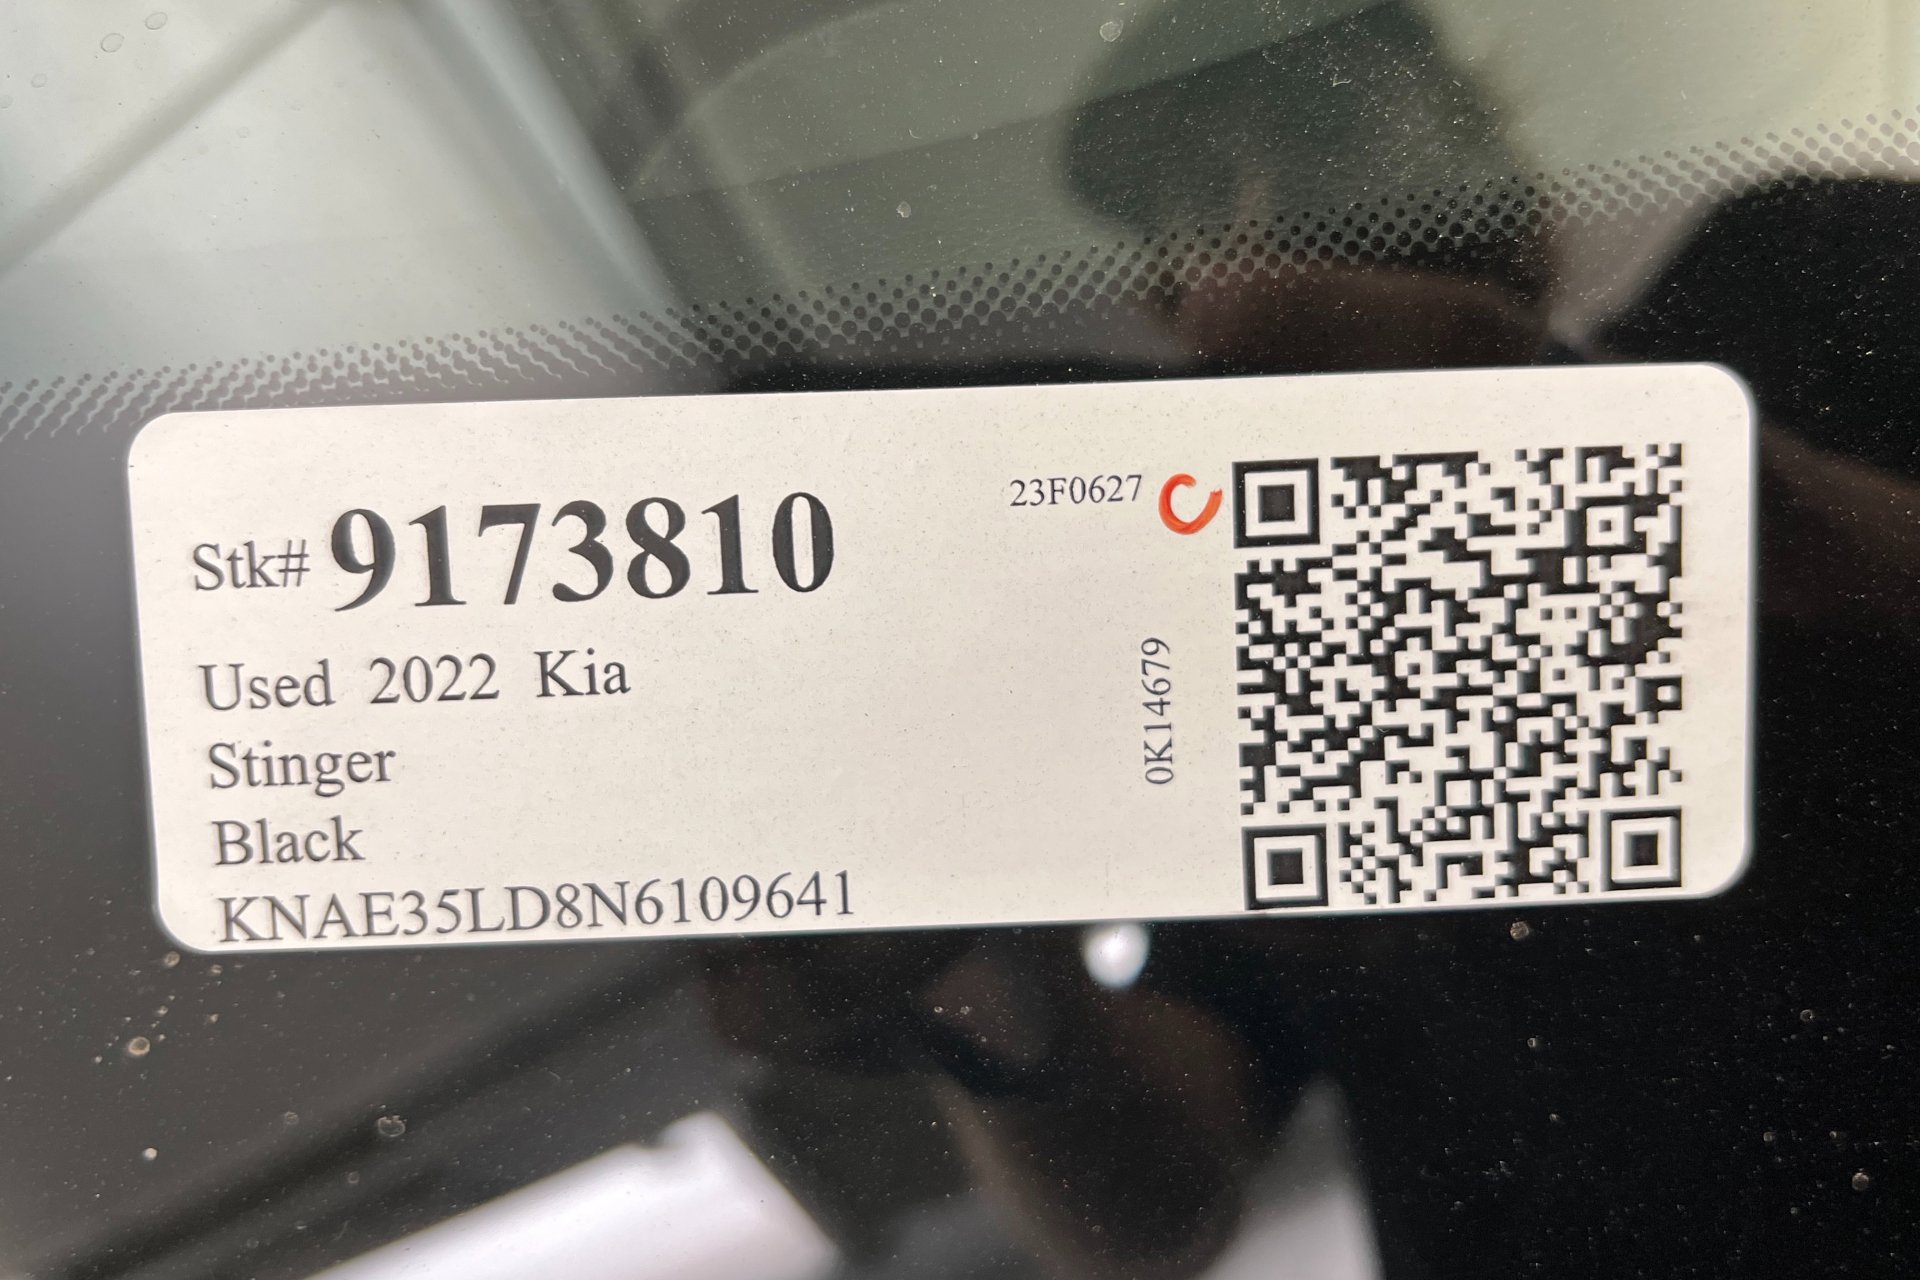 23F0627 C
Stk# 9173810
Used 2022 Kia
Stinger
Black
KNAE35LD8N6109641
0K14679